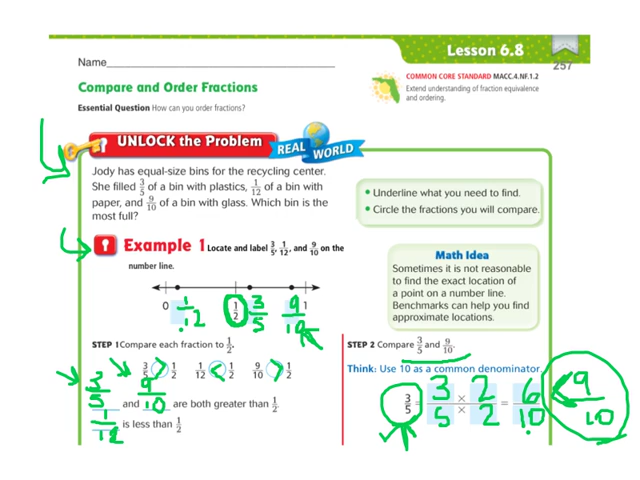 Lesson 6.8
257
Name
COMMON CORE STANDARD MACC.4.NF.1.2
Extend understanding of fraction equivalence
and ordering.
Compare and Order Fractions
Essential Question How can you order fractions?
UNLOCK the Problem
REAL WORLD
Jody has equal-size bins for the recycling center.
She filled 3/5 of a bin with plastics, 1/12 of a bin with
paper, and 9/10 of a bin with glass. Which bin is the
most full?
• Underline what you need to find.
• Circle the fractions you will compare.
Example 1 Locate and label 3/5, 1/12, and 9/10 on the
number line.
0 1/12 1/2 3/5 9/10 1
Math Idea
Sometimes it is not reasonable
to find the exact location of
a point on a number line.
Benchmarks can help you find
approximate locations.
STEP 1 Compare each fraction to 1/2.
3/5 > 1/2 1/12 < 1/2 9/10 > 1/2
3/5 and 9/10 are both greater than 1/2
1/12 is less than 1/2
STEP 2 Compare 3/5 and 9/10.
Think: Use 10 as a common denominator.
3/5 = 3 × 2 / 5 × 2 = 6/10 < 9/10